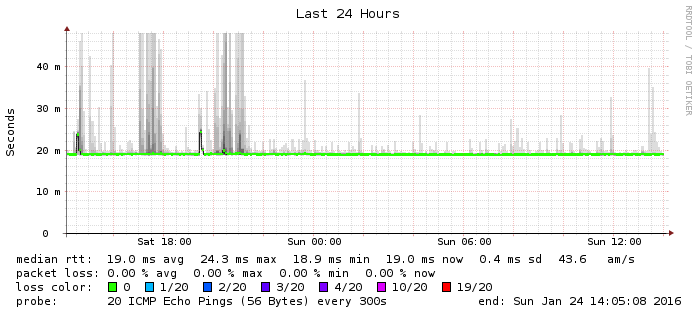 Last 24 Hours
RRDTOOL / TOBI OETIKER
Seconds
40 m
30 m
20 m
10 m
0
Sat 18:00 Sun 00:00 Sun 06:00 Sun 12:00
median rtt: 19.0 ms avg 24.3 ms max 18.9 ms min 19.0 ms now 0.4 ms sd 43.6 am/s
packet loss: 0.00 % avg 0.00 % max 0.00 % min 0.00 % now
loss color: 0 1/20 2/20 3/20 4/20 10/20 19/20
probe: 20 ICMP Echo Pings (56 Bytes) every 300s end: Sun Jan 24 14:05:08 2016